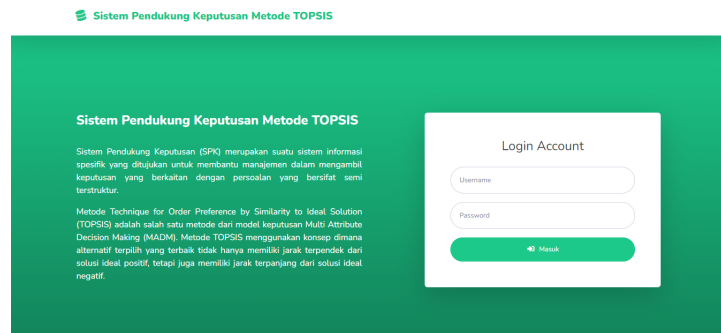 Sistem Pendukung Keputusan Metode TOPSIS
Sistem Pendukung Keputusan Metode TOPSIS
Sistem Pendukung Keputusan (SPK) merupakan suatu sistem informasi
spesifik yang ditujukan untuk membantu manajemen dalam mengambil
keputusan yang berkaitan dengan persoalan yang bersifat semi
terstruktur.
Metode Technique for Order Preference by Similarity to Ideal Solution
(TOPSIS) adalah salah satu metode dari model keputusan Multi Attribute
Decision Making (MADM). Metode TOPSIS menggunakan konsep dimana
alternatif terpilih yang terbaik tidak hanya memiliki jarak terpendek dari
solusi ideal positif, tetapi juga memiliki jarak terpanjang dari solusi ideal
negatif.
Login Account
Username
Password
Masuk